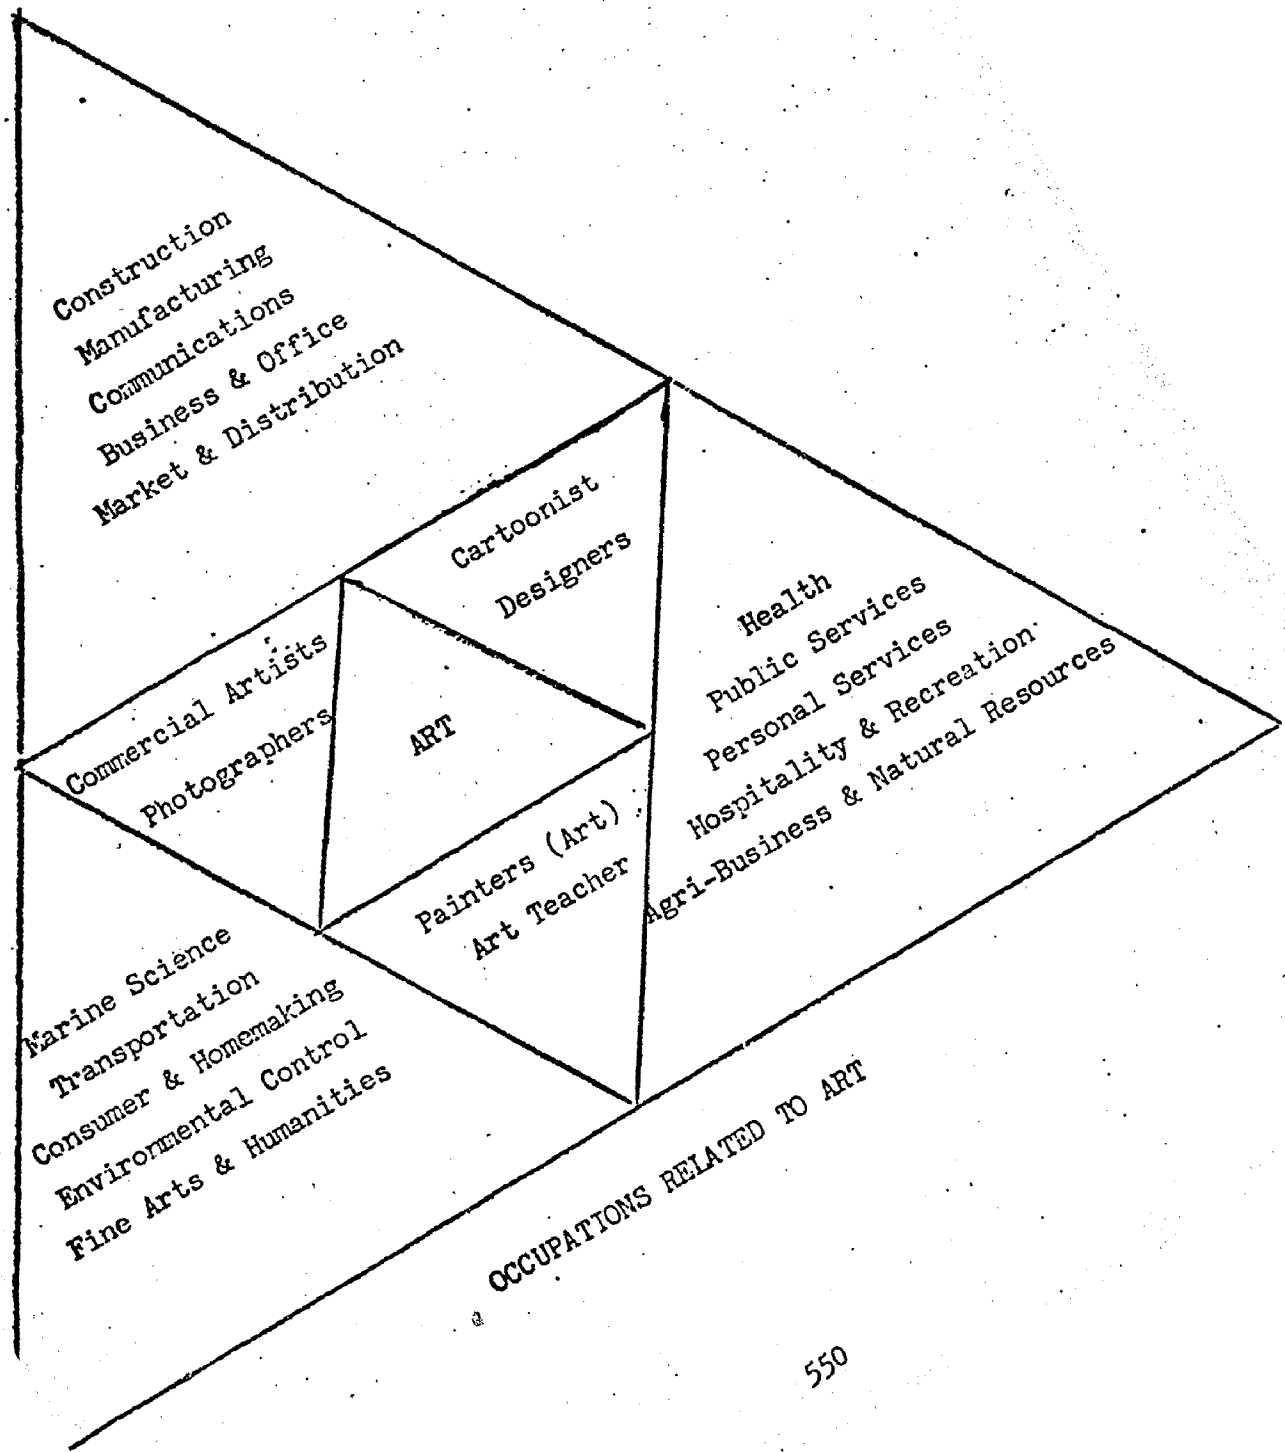 Construction
Manufacturing
Communications
Business & Office
Market & Distribution
Cartoonist
Designers
Commercial Artists
Photographers
ART
Painters (Art)
Art Teacher
Health
Public Services
Personal Services
Hospitality & Recreation
Agri-Business & Natural Resources
Marine Science
Transportation
Consumer & Homemaking
Environmental Control
Fine Arts & Humanities
OCCUPATIONS RELATED TO ART
550